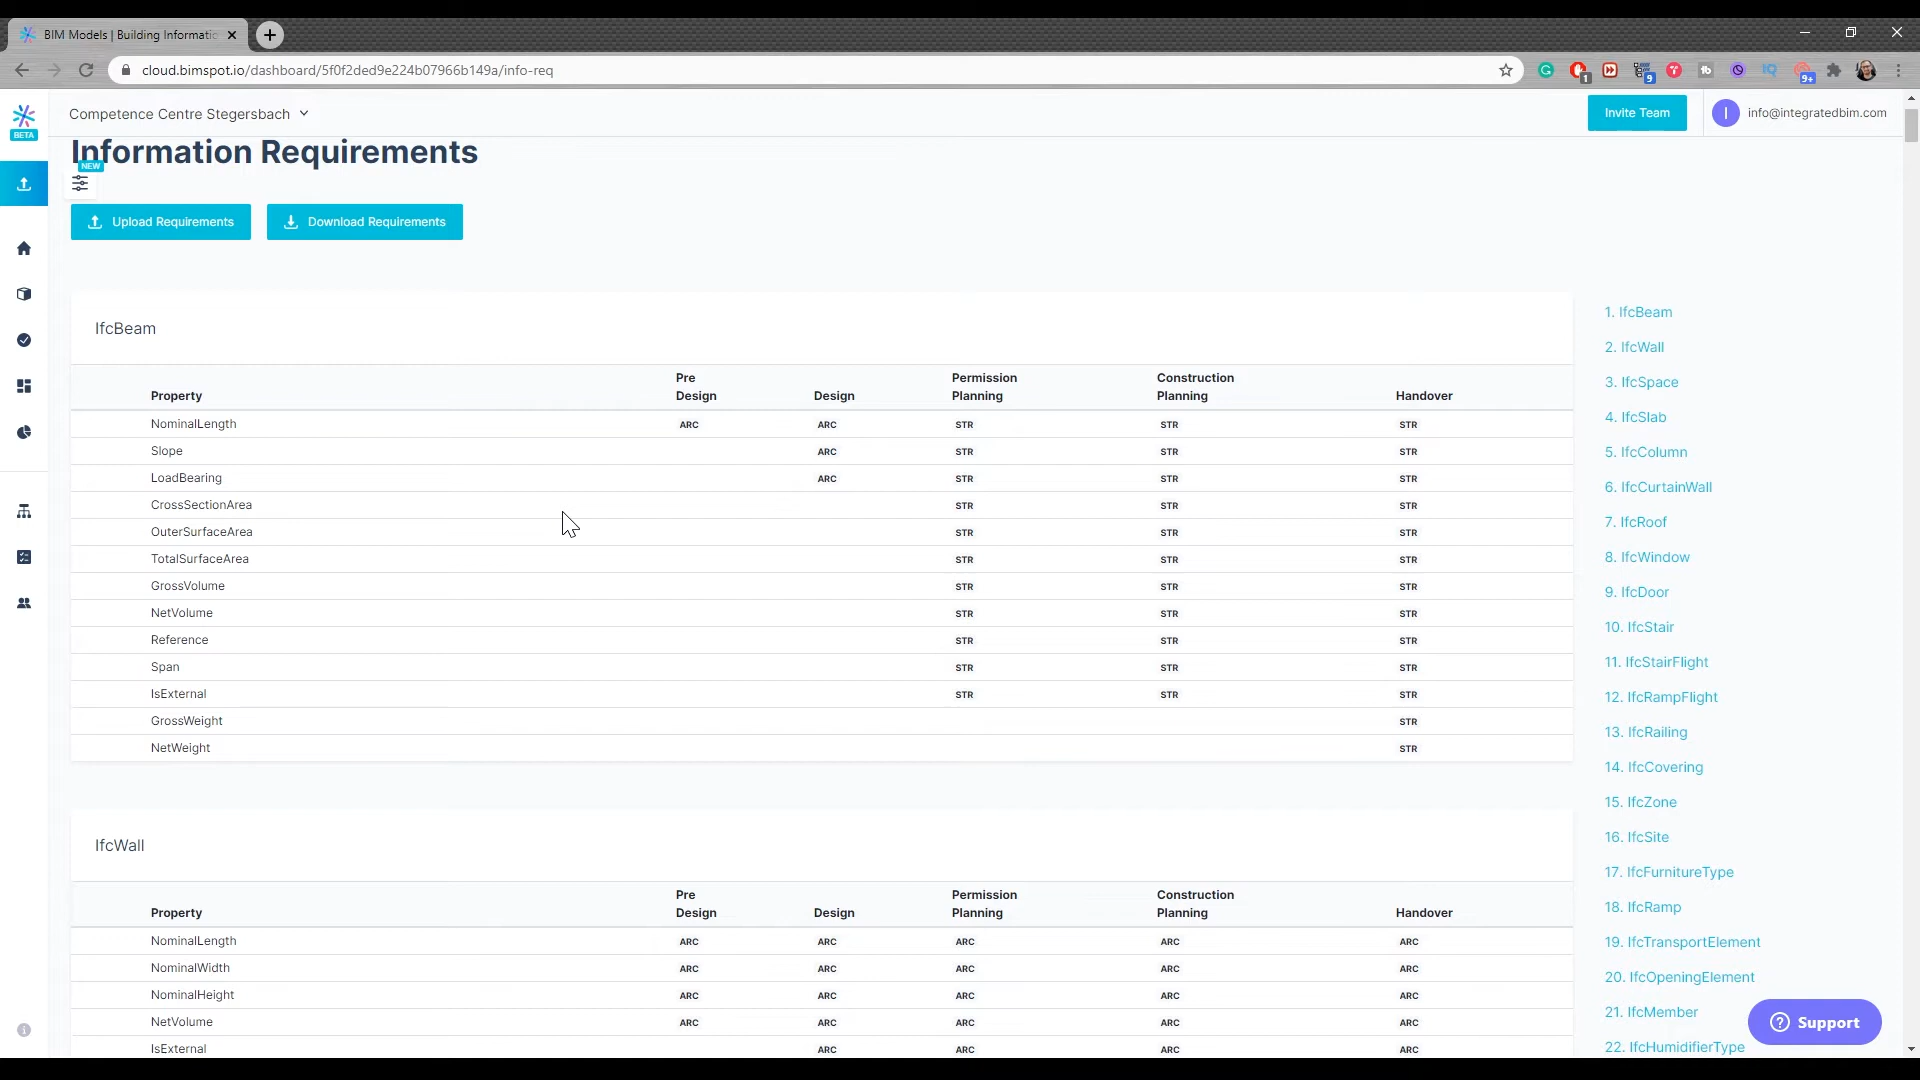 BIM Models | Building Informatic
cloud.bimspot.io/dashboard/5f0f2ded9e224b07966b149a/info-req
1
9
9+
BETA
Competence Centre Stegersbach
Invite Team
I
info@integratedbim.com
Information Requirements
NEW
Upload Requirements
Download Requirements
IfcBeam
Property Pre Design Design Permission Planning Construction Planning Handover
NominalLength ARC ARC STR STR STR
Slope ARC STR STR STR
LoadBearing ARC STR STR STR
CrossSectionArea STR STR STR
OuterSurfaceArea STR STR STR
TotalSurfaceArea STR STR STR
GrossVolume STR STR STR
NetVolume STR STR STR
Reference STR STR STR
Span STR STR STR
IsExternal STR STR STR
GrossWeight STR
NetWeight STR
IfcWall
Property Pre Design Design Permission Planning Construction Planning Handover
NominalLength ARC ARC ARC ARC ARC
NominalWidth ARC ARC ARC ARC ARC
NominalHeight ARC ARC ARC ARC ARC
NetVolume ARC ARC ARC ARC ARC
IsExternal ARC ARC ARC ARC
1. IfcBeam
2. IfcWall
3. IfcSpace
4. IfcSlab
5. IfcColumn
6. IfcCurtainWall
7. IfcRoof
8. IfcWindow
9. IfcDoor
10. IfcStair
11. IfcStairFlight
12. IfcRampFlight
13. IfcRailing
14. IfcCovering
15. IfcZone
16. IfcSite
17. IfcFurnitureType
18. IfcRamp
19. IfcTransportElement
20. IfcOpeningElement
21. IfcMember
22. IfcHumidifierType
Support